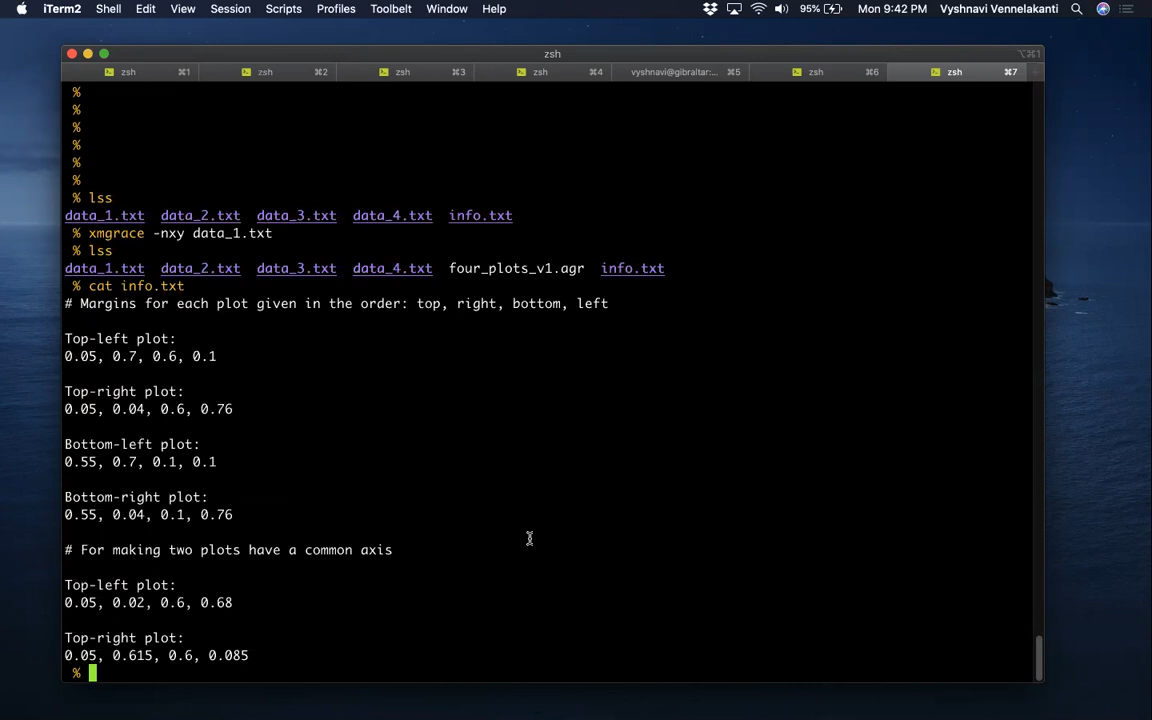 iTerm2 Shell Edit View Session Scripts Profiles Toolbelt Window Help 95% Mon 9:42 PM Vyshnavi Vennelakanti
zsh ⌥⌘1
zsh ⌘1 zsh ⌘2 zsh ⌘3 zsh ⌘4 vyshnavi@gibraltar:... ⌘5 zsh ⌘6 zsh ⌘7
%
%
%
%
%
%
% lss
data_1.txt data_2.txt data_3.txt data_4.txt info.txt
% xmgrace -nxy data_1.txt
% lss
data_1.txt data_2.txt data_3.txt data_4.txt four_plots_v1.agr info.txt
% cat info.txt
# Margins for each plot given in the order: top, right, bottom, left
Top-left plot:
0.05, 0.7, 0.6, 0.1
Top-right plot:
0.05, 0.04, 0.6, 0.76
Bottom-left plot:
0.55, 0.7, 0.1, 0.1
Bottom-right plot:
0.55, 0.04, 0.1, 0.76
# For making two plots have a common axis
Top-left plot:
0.05, 0.02, 0.6, 0.68
Top-right plot:
0.05, 0.615, 0.6, 0.085
%